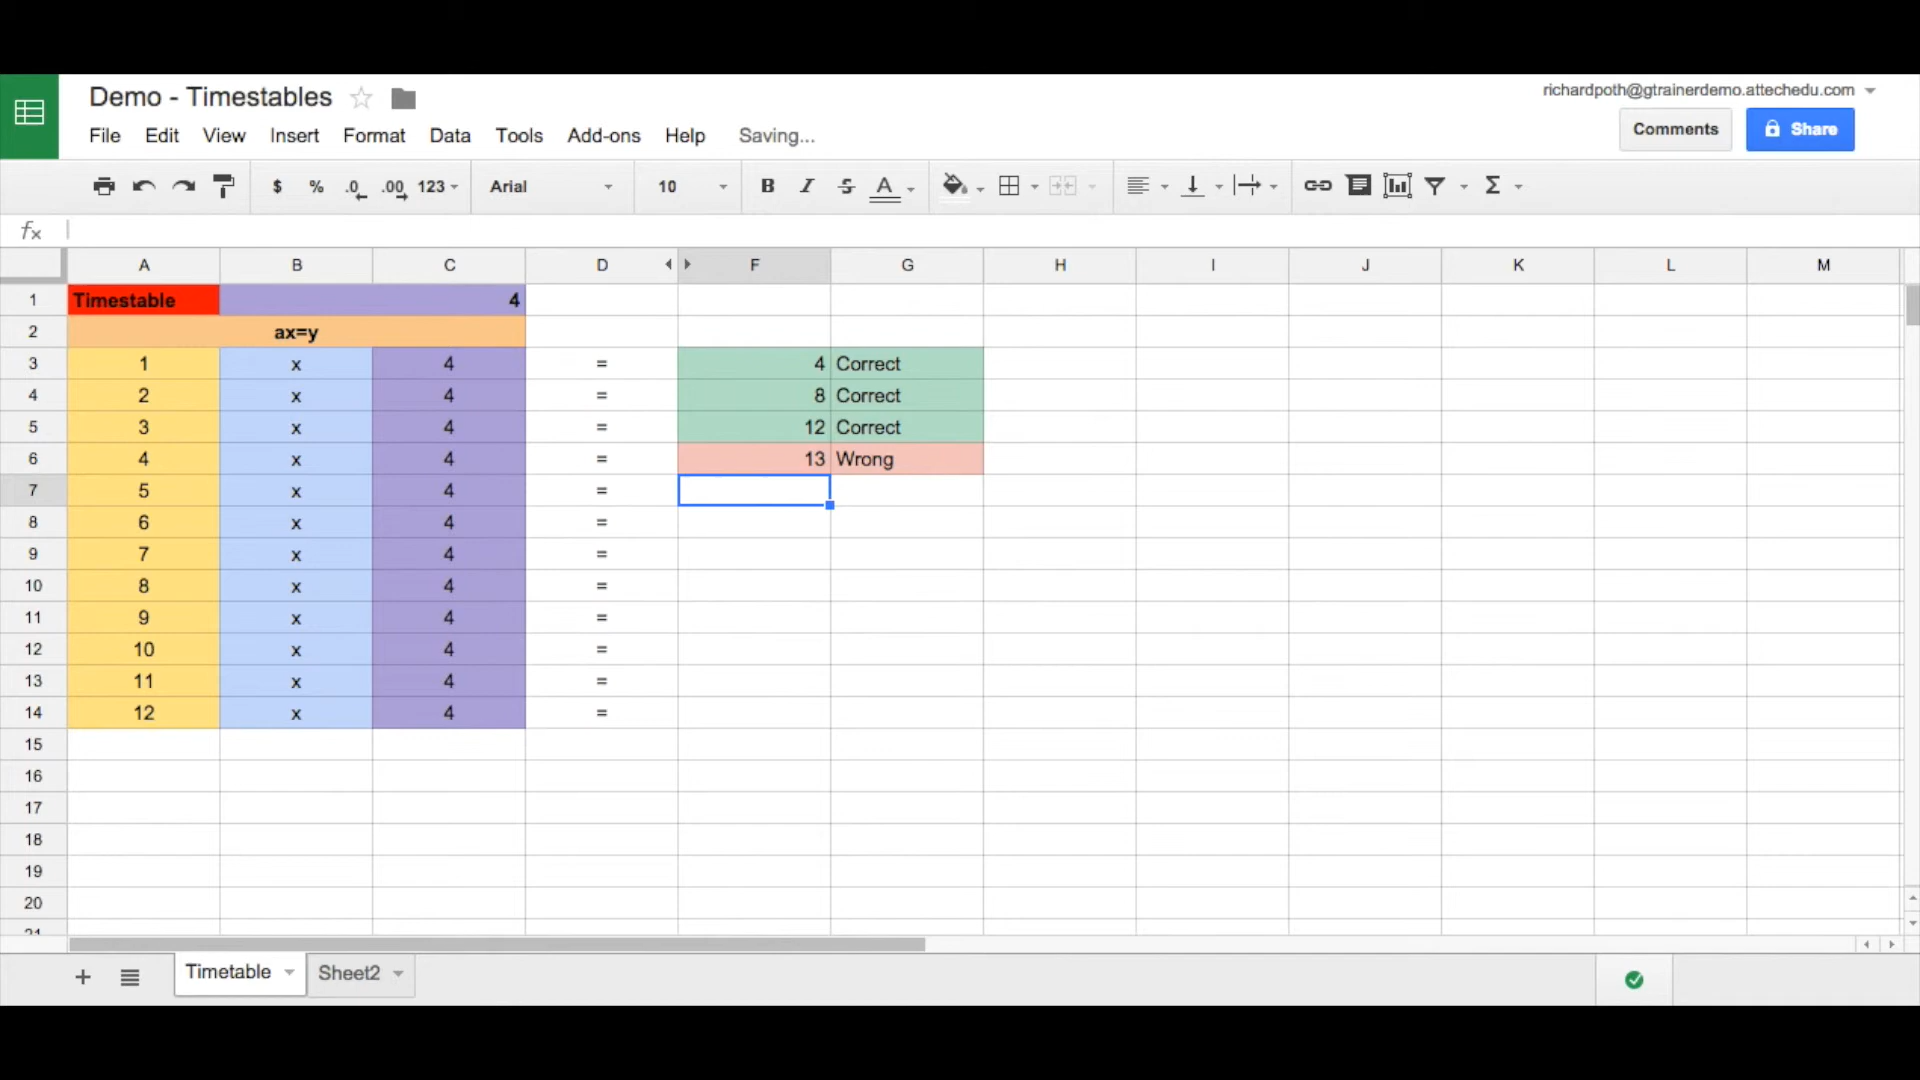 Demo - Timestables
richardpoth@gtrainerdemo.attechedu.com
File Edit View Insert Format Data Tools Add-ons Help Saving...
Comments Share
$ % .0 .00 123 Arial 10 B I S A Σ
fx
A B C D F G H I J K L M
1 Timestable 4
2 ax=y
3 1 x 4 = 4 Correct
4 2 x 4 = 8 Correct
5 3 x 4 = 12 Correct
6 4 x 4 = 13 Wrong
7 5 x 4 =
8 6 x 4 =
9 7 x 4 =
10 8 x 4 =
11 9 x 4 =
12 10 x 4 =
13 11 x 4 =
14 12 x 4 =
15
16
17
18
19
20
21
+ Timetable Sheet2